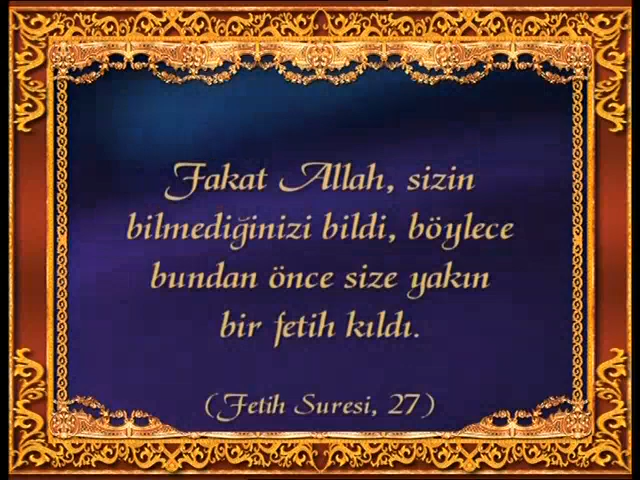 Fakat Allah, sizin
bilmediğinizi bildi, böylece
bundan önce size yakın
bir fetih kıldı.
(Fetih Suresi, 27)